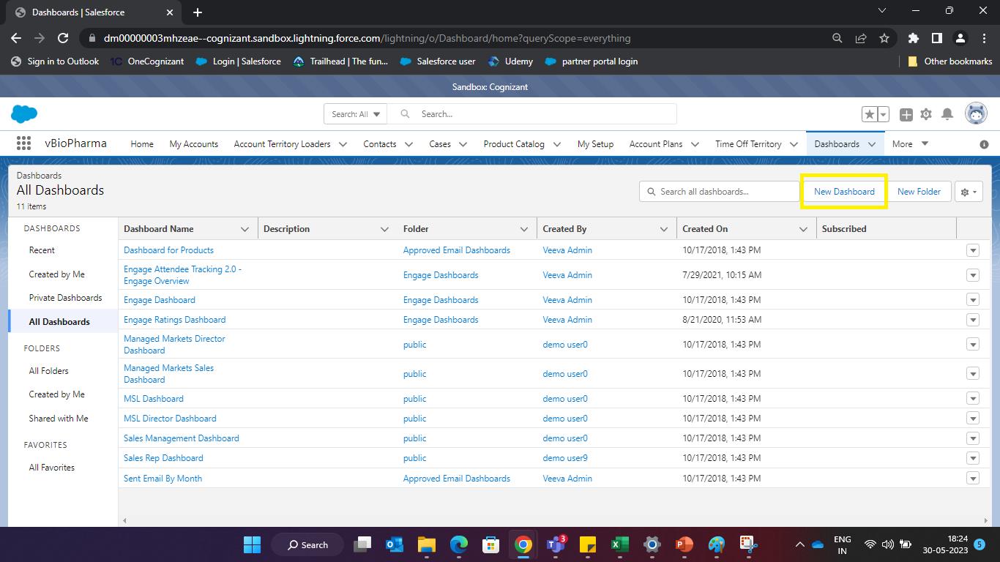 Dashboards | Salesforce
dm00000003mhzeae--cognizant.sandbox.lightning.force.com/lightning/o/Dashboard/home?queryScope=everything
Sign in to Outlook 1C OneCognizant Login | Salesforce Trailhead | The fun... Salesforce user Udemy partner portal login Other bookmarks
Sandbox: Cognizant
Search: All Search...
vBioPharma Home My Accounts Account Territory Loaders Contacts Cases Product Catalog My Setup Account Plans Time Off Territory Dashboards More
Dashboards
All Dashboards
11 items
Search all dashboards... New Dashboard New Folder
DASHBOARDS
Recent
Created by Me
Private Dashboards
All Dashboards
FOLDERS
All Folders
Created by Me
Shared with Me
FAVORITES
All Favorites
Dashboard Name Description Folder Created By Created On Subscribed
Dashboard for Products Approved Email Dashboards Veeva Admin 10/17/2018, 1:43 PM
Engage Attendee Tracking 2.0 -
Engage Overview Engage Dashboards Veeva Admin 7/29/2021, 10:15 AM
Engage Dashboard Engage Dashboards Veeva Admin 10/17/2018, 1:43 PM
Engage Ratings Dashboard Engage Dashboards Veeva Admin 8/21/2020, 11:53 AM
Managed Markets Director
Dashboard public demo user0 10/17/2018, 1:43 PM
Managed Markets Sales
Dashboard public demo user0 10/17/2018, 1:43 PM
MSL Dashboard public demo user0 10/17/2018, 1:43 PM
MSL Director Dashboard public demo user0 10/17/2018, 1:43 PM
Sales Management Dashboard public demo user0 10/17/2018, 1:43 PM
Sales Rep Dashboard public demo user9 10/17/2018, 1:43 PM
Sent Email By Month Approved Email Dashboards Veeva Admin 10/17/2018, 1:43 PM
Search 3 ENG 18:24
IN 30-05-2023 5